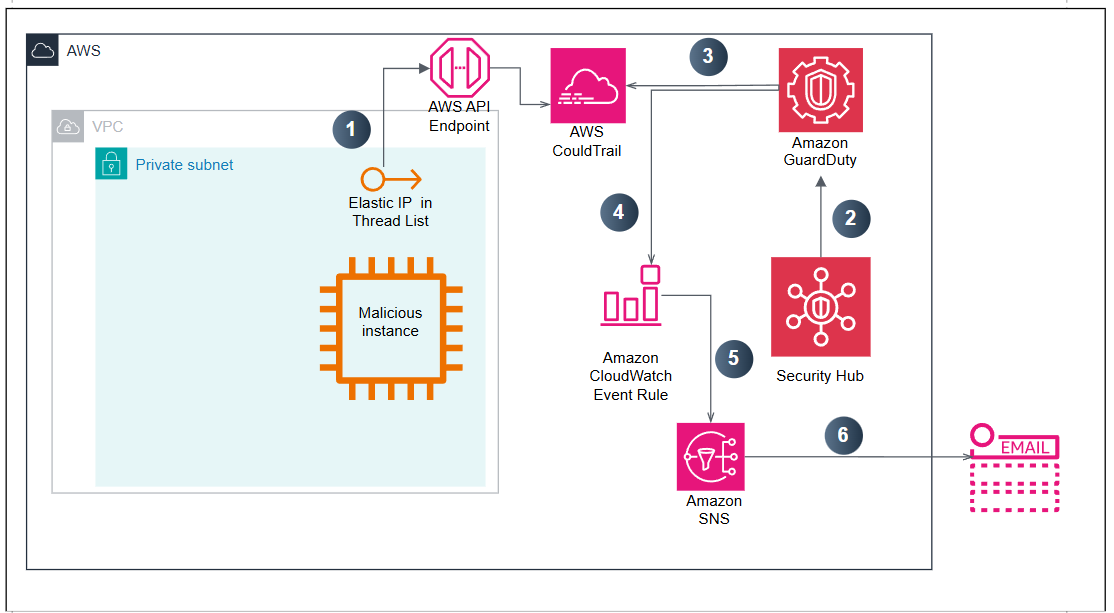 AWS
VPC
Private subnet
1
Elastic IP in
Thread List
Malicious
instance
AWS API
Endpoint
AWS
CouldTrail
3
Amazon
GuardDuty
2
Security Hub
4
Amazon
CloudWatch
Event Rule
5
Amazon
SNS
6
EMAIL